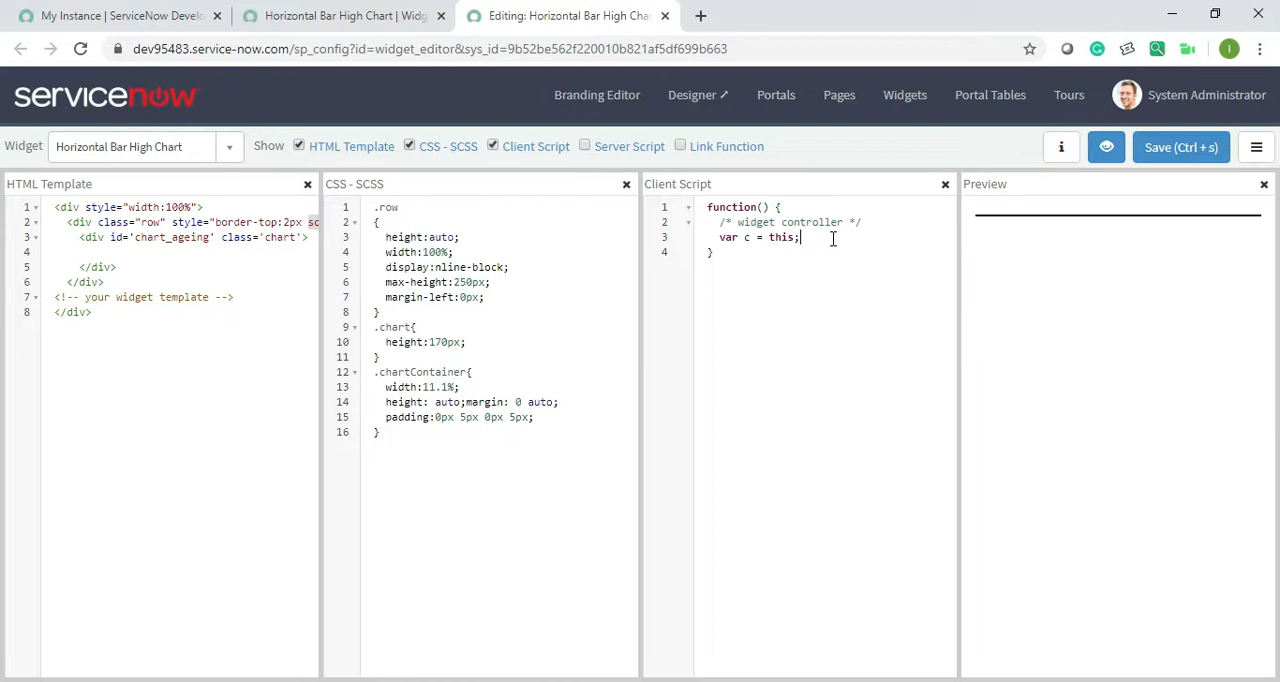 My Instance | ServiceNow Develo
Horizontal Bar High Chart | Widg
Editing: Horizontal Bar High Char
dev95483.service-now.com/sp_config?id=widget_editor&sys_id=9b52be562f220010b821af5df699b663
I
servicenow
Branding Editor
Designer
Portals
Pages
Widgets
Portal Tables
Tours
System Administrator
Widget
Horizontal Bar High Chart
Show
HTML Template
CSS - SCSS
Client Script
Server Script
Link Function
i
Save (Ctrl + s)
HTML Template
1 <div style="width:100%">
2 <div class="row" style="border-top:2px so
3 <div id='chart_ageing' class='chart'>
4
5 </div>
6 </div>
7 <!-- your widget template -->
8 </div>
CSS - SCSS
1 .row
2 {
3 height:auto;
4 width:100%;
5 display:nline-block;
6 max-height:250px;
7 margin-left:0px;
8 }
9 .chart{
10 height:170px;
11 }
12 .chartContainer{
13 width:11.1%;
14 height: auto;margin: 0 auto;
15 padding:0px 5px 0px 5px;
16 }
Client Script
1 function() {
2 /* widget controller */
3 var c = this;
4 }
Preview